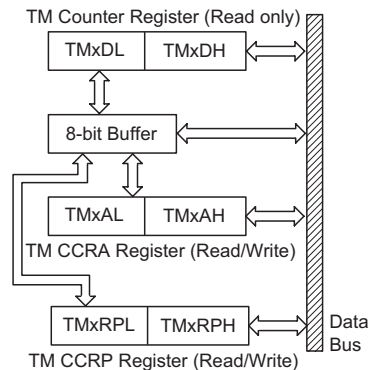 TM Counter Register (Read only)
TMxDL TMxDH
8-bit Buffer
TMxAL TMxAH
TM CCRA Register (Read/Write)
TMxRPL TMxRPH
TM CCRP Register (Read/Write)
Data
Bus